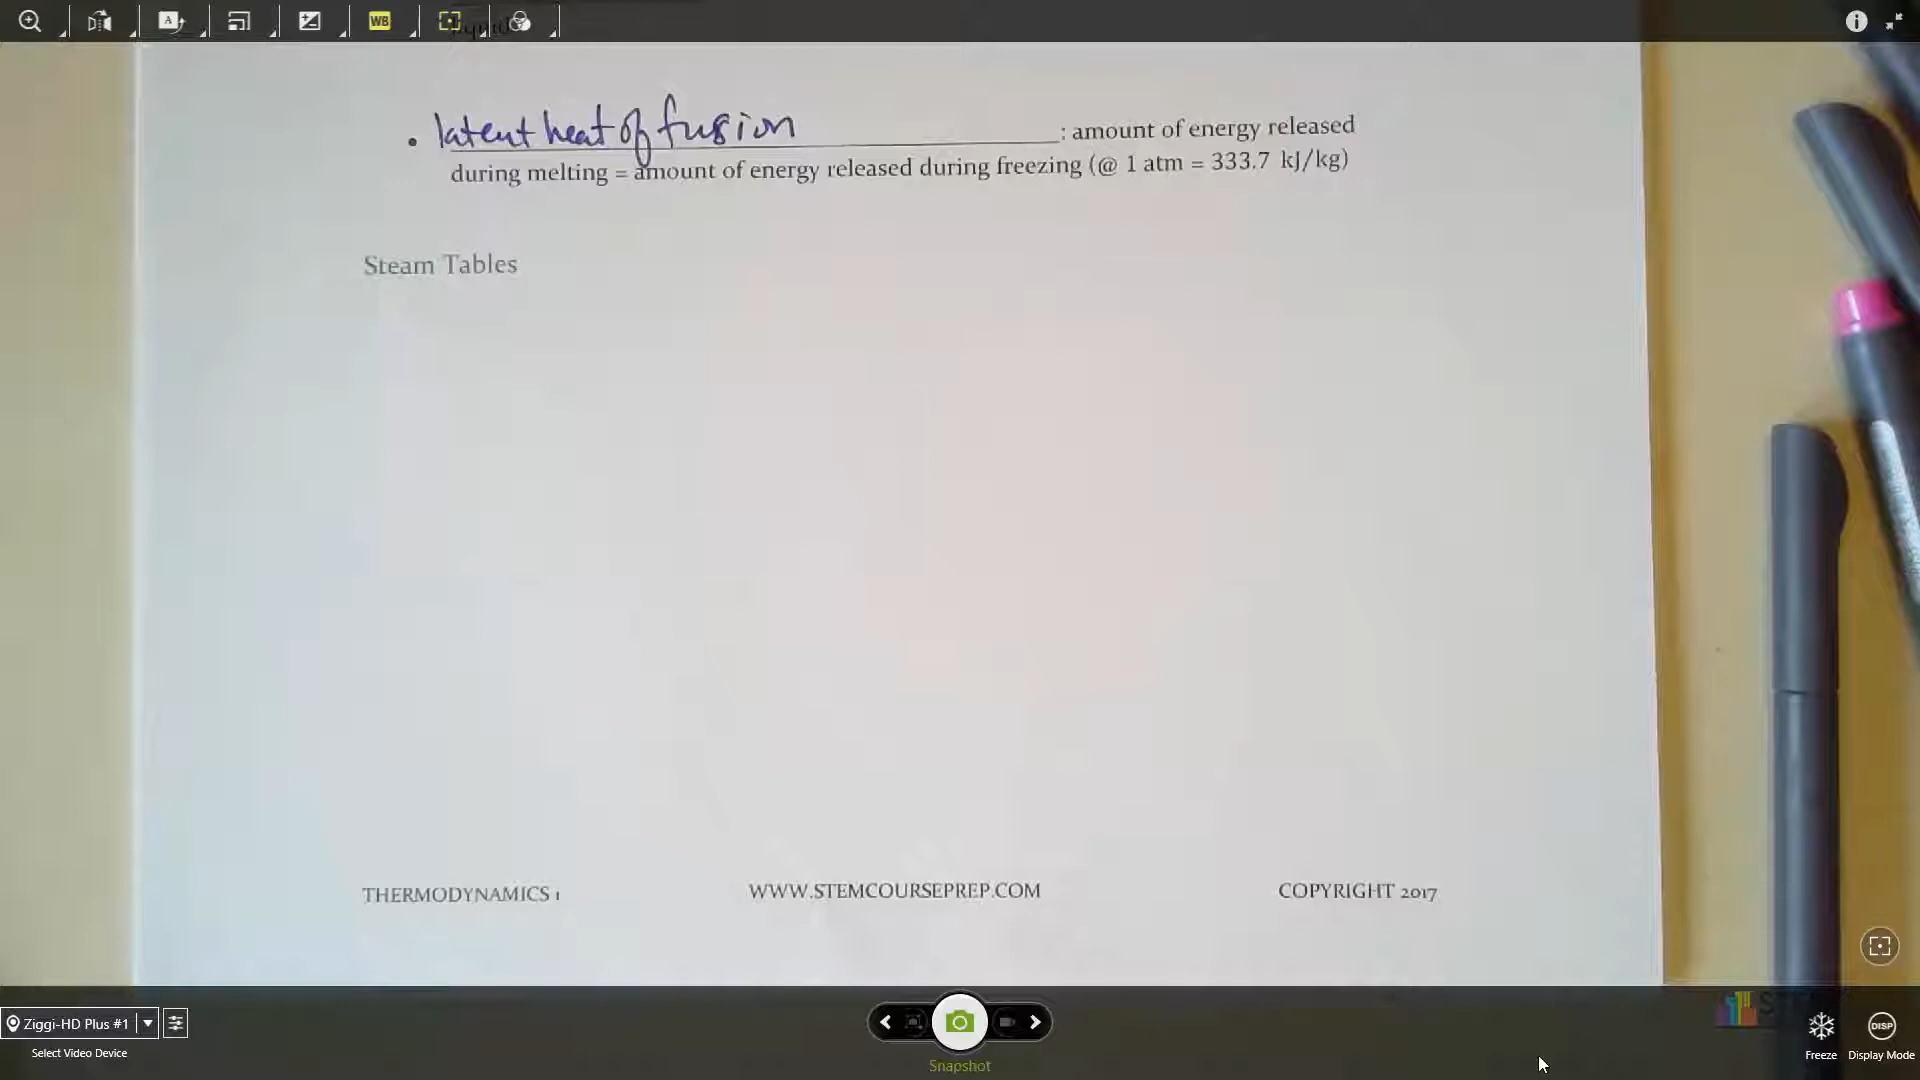 A
WB
• latent heat of fusion : amount of energy released
during melting = amount of energy released during freezing (@ 1 atm = 333.7 kJ/kg)
Steam Tables
THERMODYNAMICS 1 WWW.STEMCOURSEPREP.COM COPYRIGHT 2017
Ziggi-HD Plus #1
Select Video Device
Snapshot
Freeze
DISP
Display Mode